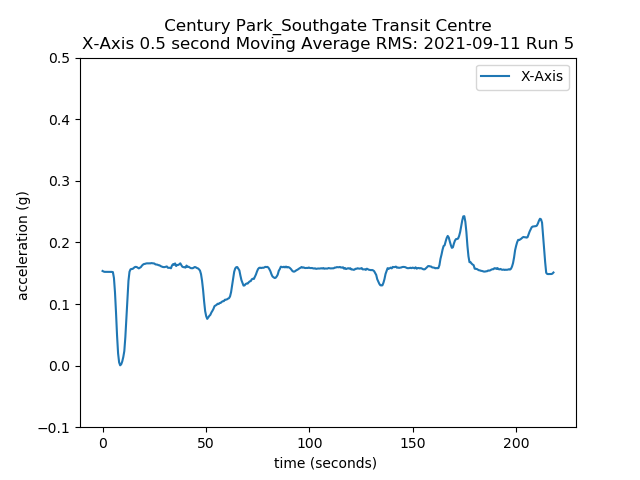 Century Park_Southgate Transit Centre
X-Axis 0.5 second Moving Average RMS: 2021-09-11 Run 5
X-Axis
acceleration (g)
0.5
0.4
0.3
0.2
0.1
0.0
−0.1
0 50 100 150 200
time (seconds)